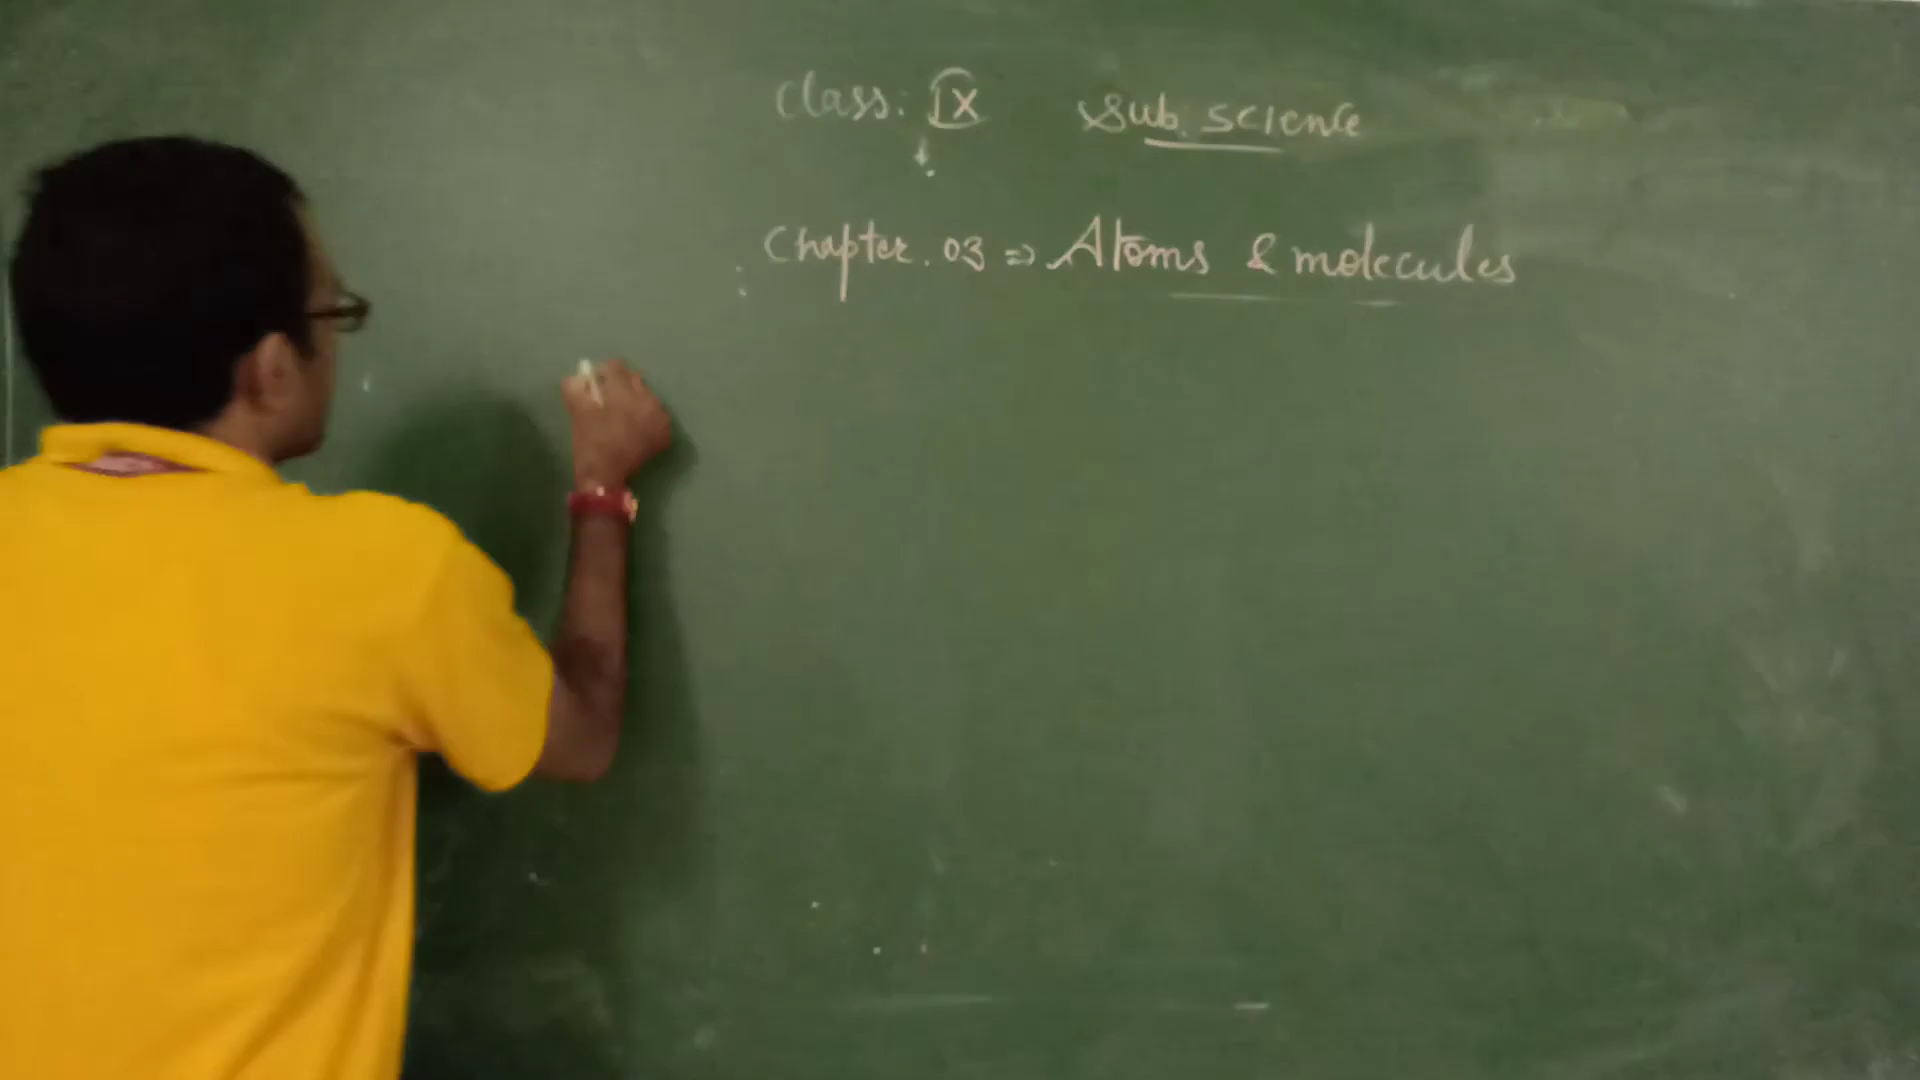 Class: IX Sub. Science
Chapter. 03 ⇒ Atoms & molecules